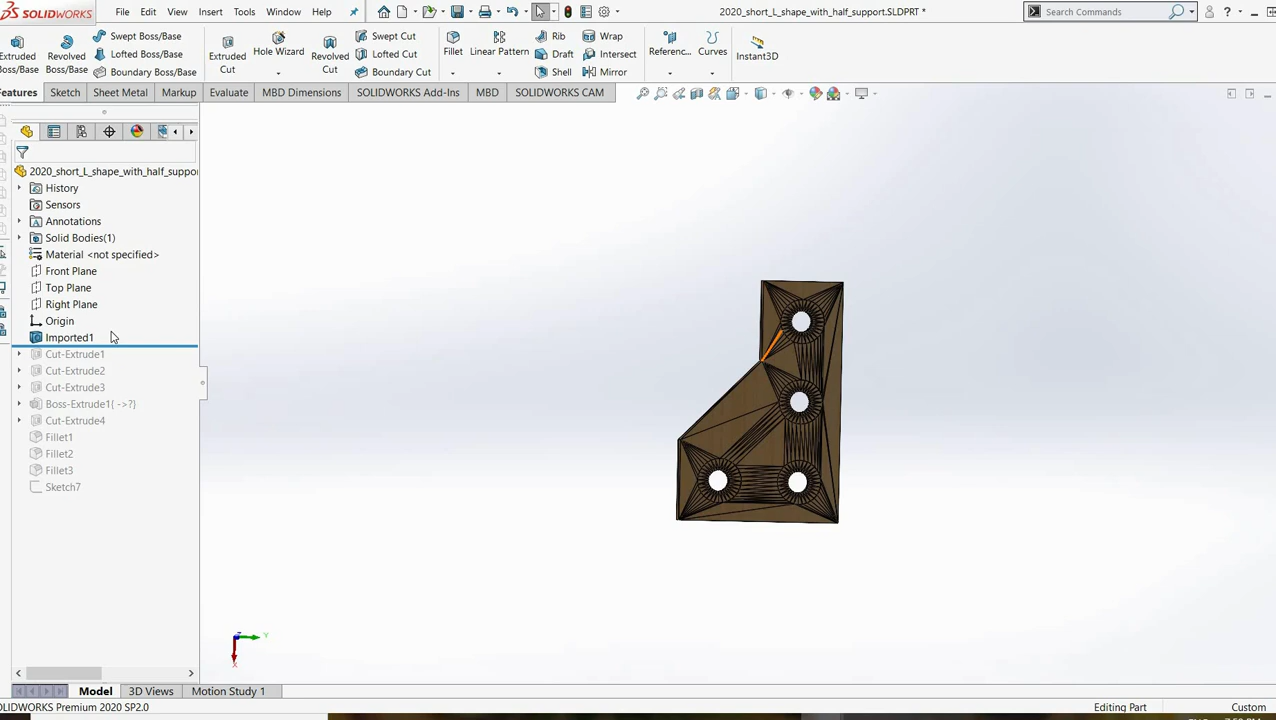 SOLIDWORKS File Edit View Insert Tools Window Help 2020_short_L_shape_with_half_support.SLDPRT * Search Commands
Extruded Boss/Base
Revolved Boss/Base
Swept Boss/Base
Lofted Boss/Base
Boundary Boss/Base
Extruded Cut
Hole Wizard
Revolved Cut
Swept Cut
Lofted Cut
Boundary Cut
Fillet
Linear Pattern
Rib
Draft
Shell
Wrap
Intersect
Mirror
Referenc...
Curves
Instant3D
Features Sketch Sheet Metal Markup Evaluate MBD Dimensions SOLIDWORKS Add-Ins MBD SOLIDWORKS CAM
2020_short_L_shape_with_half_suppor
History
Sensors
Annotations
Solid Bodies(1)
Material <not specified>
Front Plane
Top Plane
Right Plane
Origin
Imported1
Cut-Extrude1
Cut-Extrude2
Cut-Extrude3
Boss-Extrude1{ ->?}
Cut-Extrude4
Fillet1
Fillet2
Fillet3
Sketch7
Y
X
Model 3D Views Motion Study 1
SOLIDWORKS Premium 2020 SP2.0 Editing Part Custom